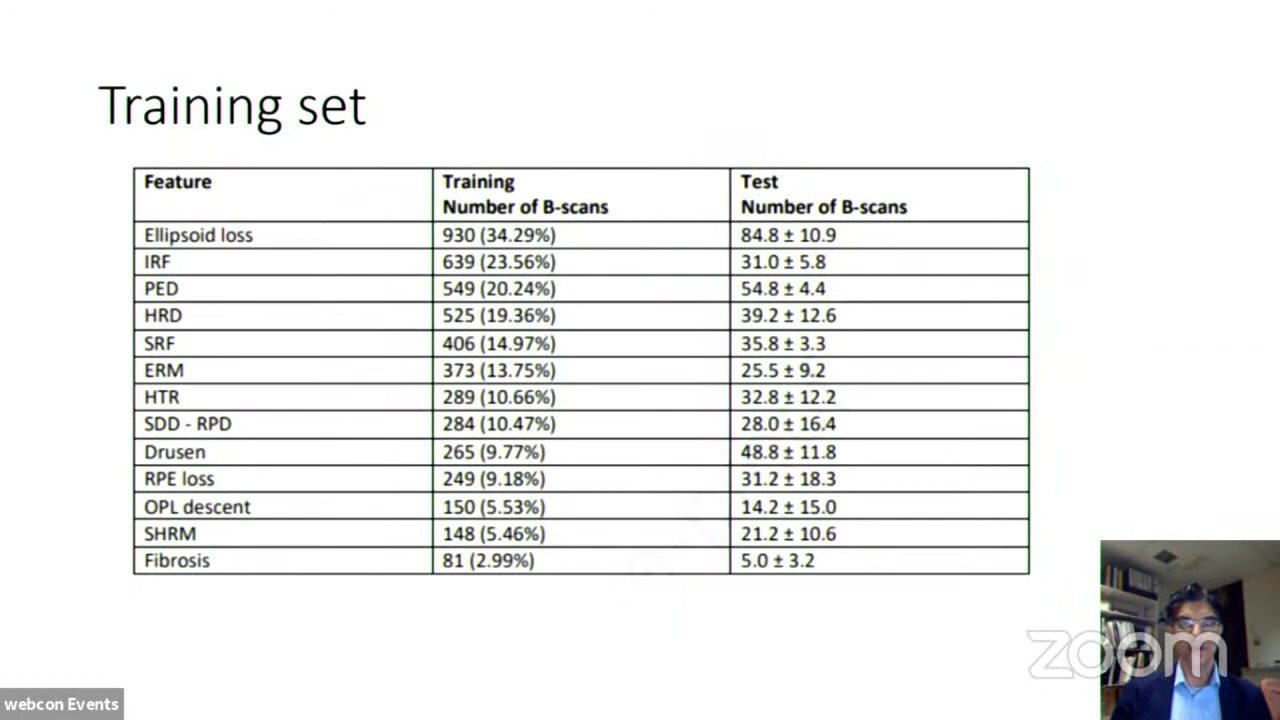 Training set
Feature Training Test
Number of B-scans Number of B-scans
Ellipsoid loss 930 (34.29%) 84.8 ± 10.9
IRF 639 (23.56%) 31.0 ± 5.8
PED 549 (20.24%) 54.8 ± 4.4
HRD 525 (19.36%) 39.2 ± 12.6
SRF 406 (14.97%) 35.8 ± 3.3
ERM 373 (13.75%) 25.5 ± 9.2
HTR 289 (10.66%) 32.8 ± 12.2
SDD - RPD 284 (10.47%) 28.0 ± 16.4
Drusen 265 (9.77%) 48.8 ± 11.8
RPE loss 249 (9.18%) 31.2 ± 18.3
OPL descent 150 (5.53%) 14.2 ± 15.0
SHRM 148 (5.46%) 21.2 ± 10.6
Fibrosis 81 (2.99%) 5.0 ± 3.2
zoom
webcon Events